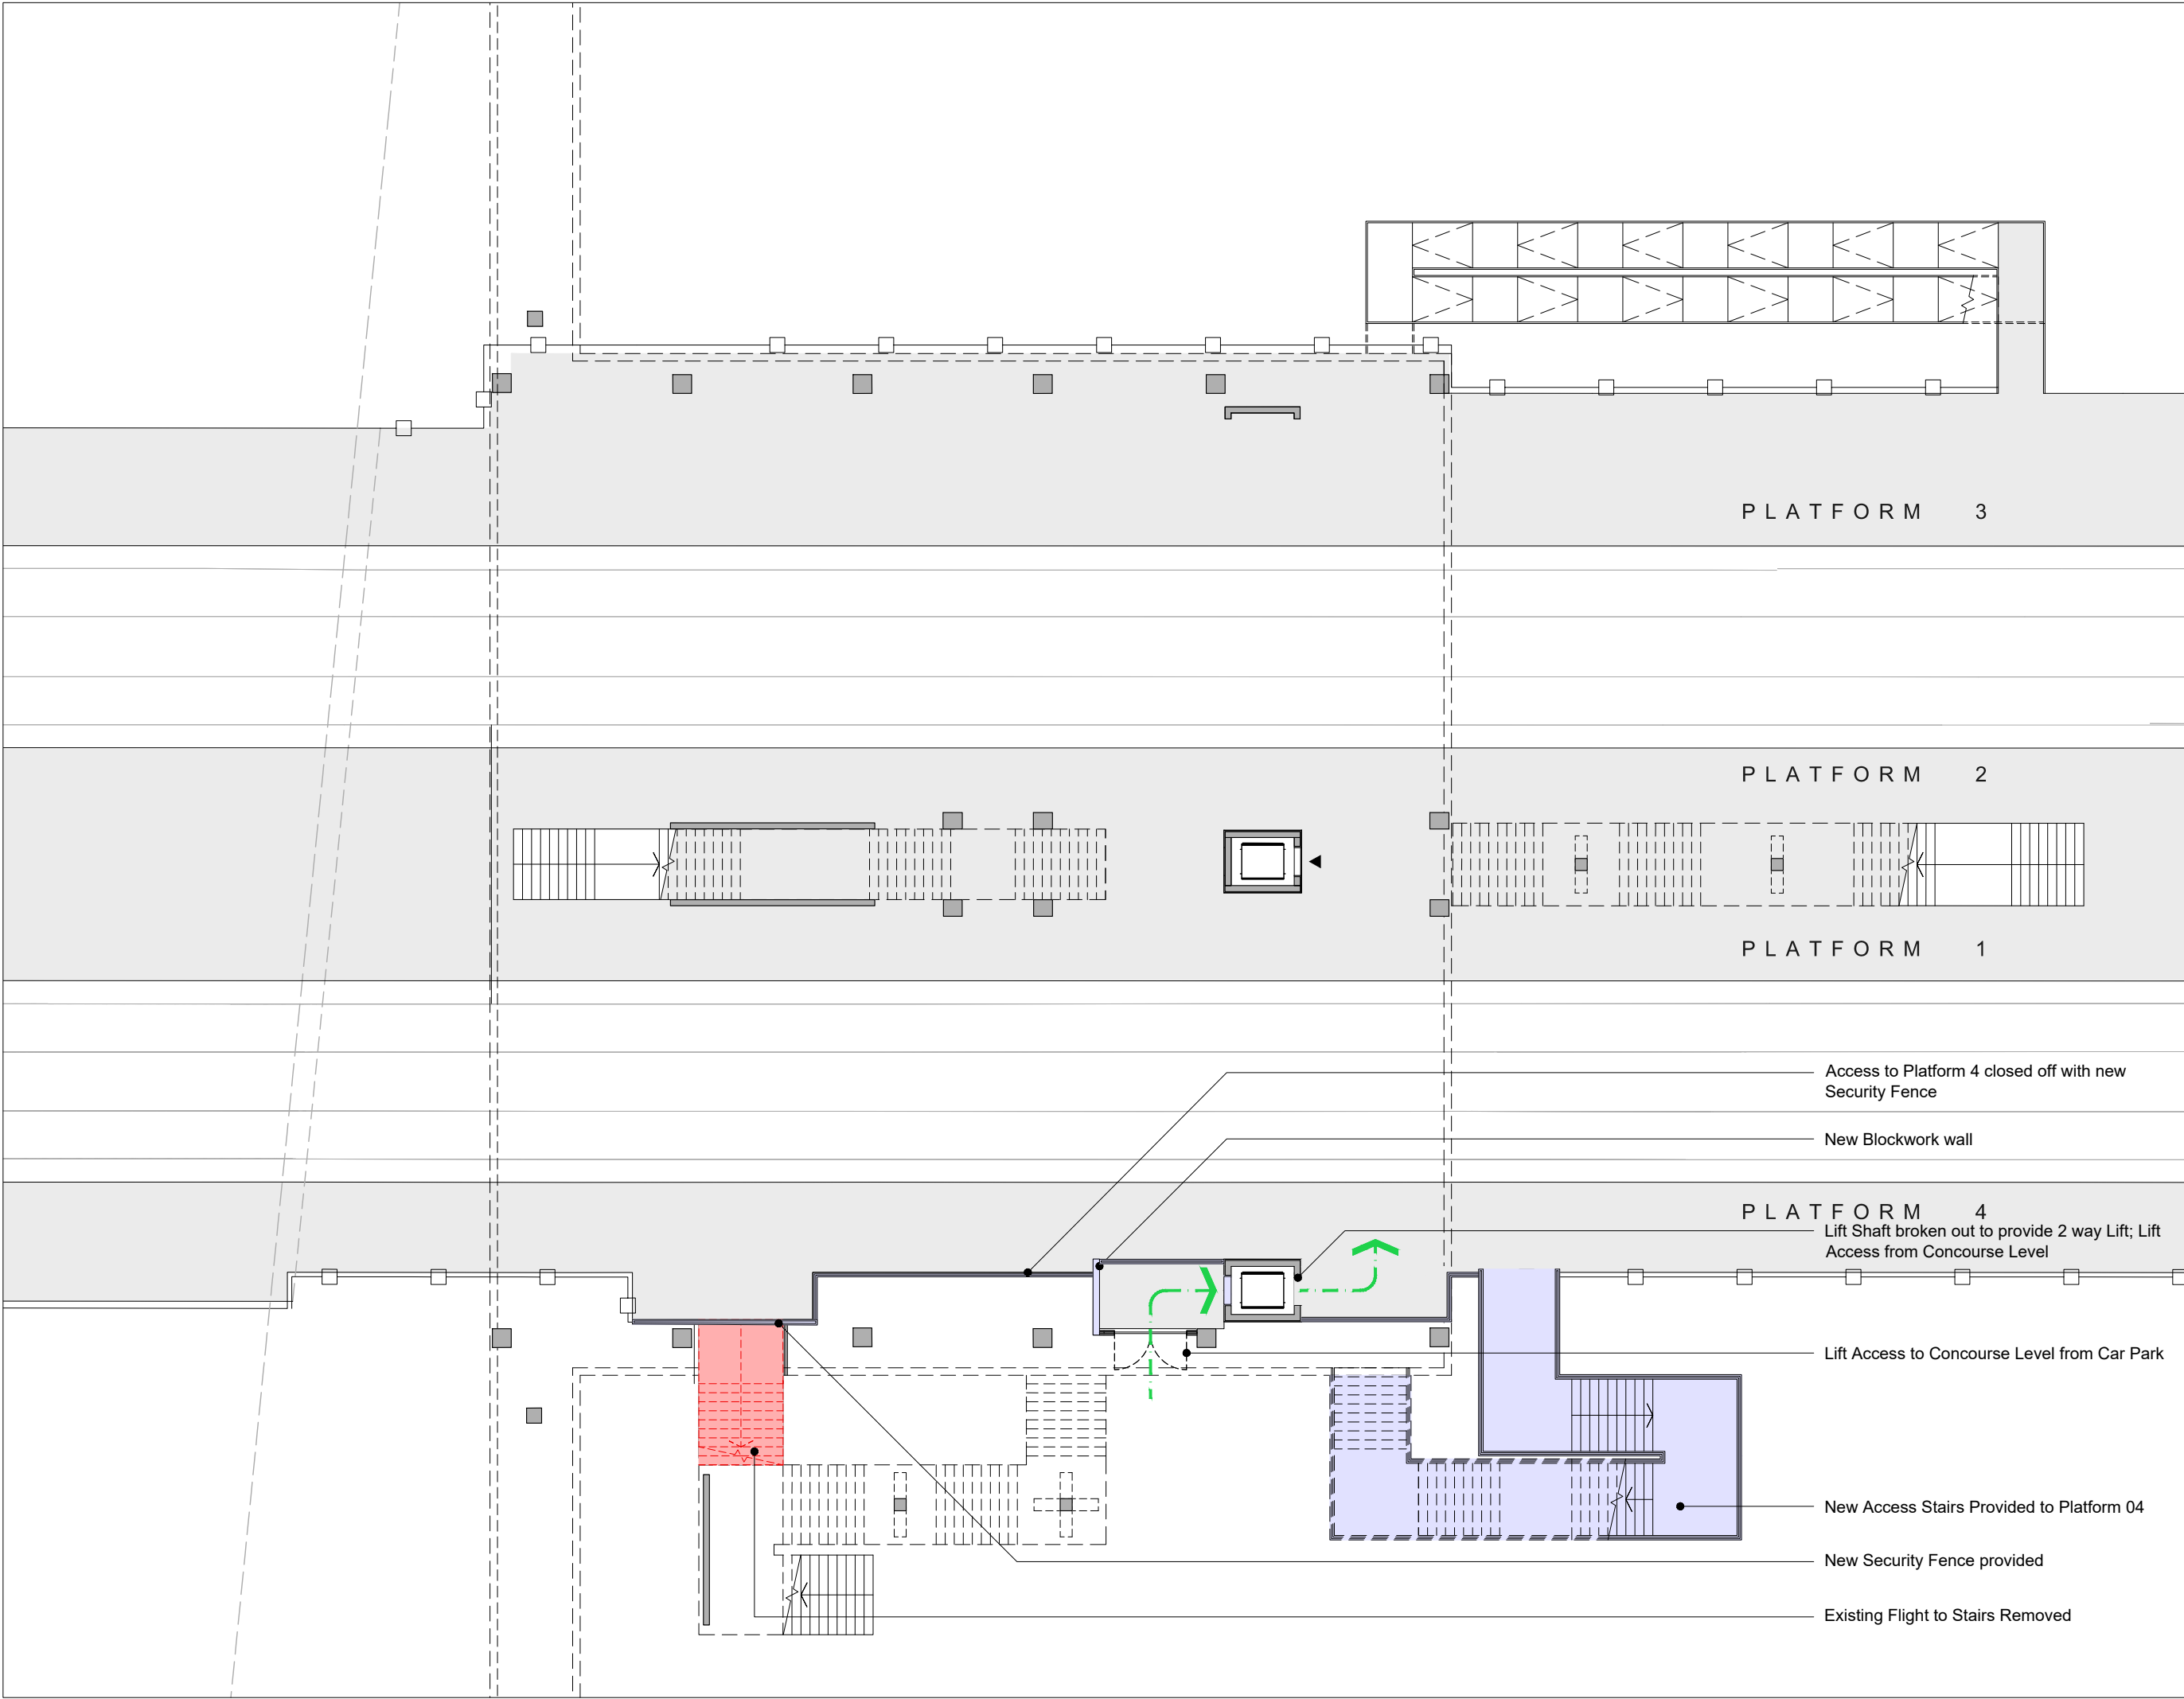 PLATFORM 3
PLATFORM 2
PLATFORM 1
Access to Platform 4 closed off with new
Security Fence
New Blockwork wall
PLATFORM 4
Lift Shaft broken out to provide 2 way Lift; Lift
Access from Concourse Level
Lift Access to Concourse Level from Car Park
New Access Stairs Provided to Platform 04
New Security Fence provided
Existing Flight to Stairs Removed